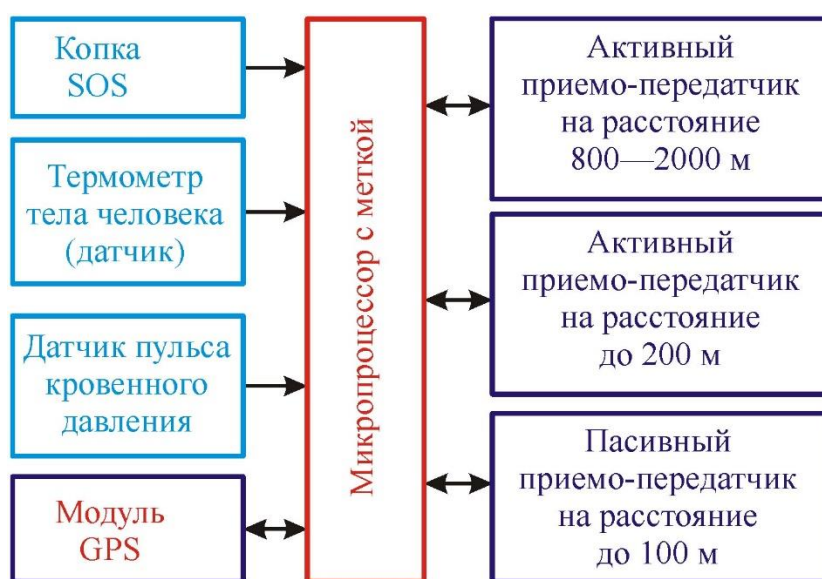 Копка
SOS
Термометр
тела человека
(датчик)
Датчик пульса
кровенного
давления
Модуль
GPS
Микропроцессор с меткой
Активный
приемо-передатчик
на расстояние
800—2000 м
Активный
приемо-передатчик
на расстояние
до 200 м
Пасивный
приемо-передатчик
на расстояние
до 100 м